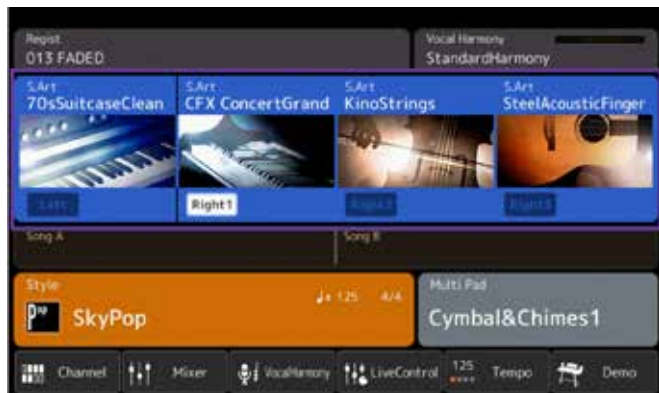 Regist
013 FADED
Vocal Harmony
StandardHarmony
S.Art
70sSuitcaseClean
S.Art
CFX ConcertGrand
S.Art
KinoStrings
S.Art
SteelAcousticFinger
Left
Right1
Right2
Right3
Song A
Song B
Style
Pop
SkyPop
♩= 125 4/4
Multi Pad
Cymbal&Chimes1
Channel
Mixer
VocalHarmony
LiveControl
125
Tempo
Demo